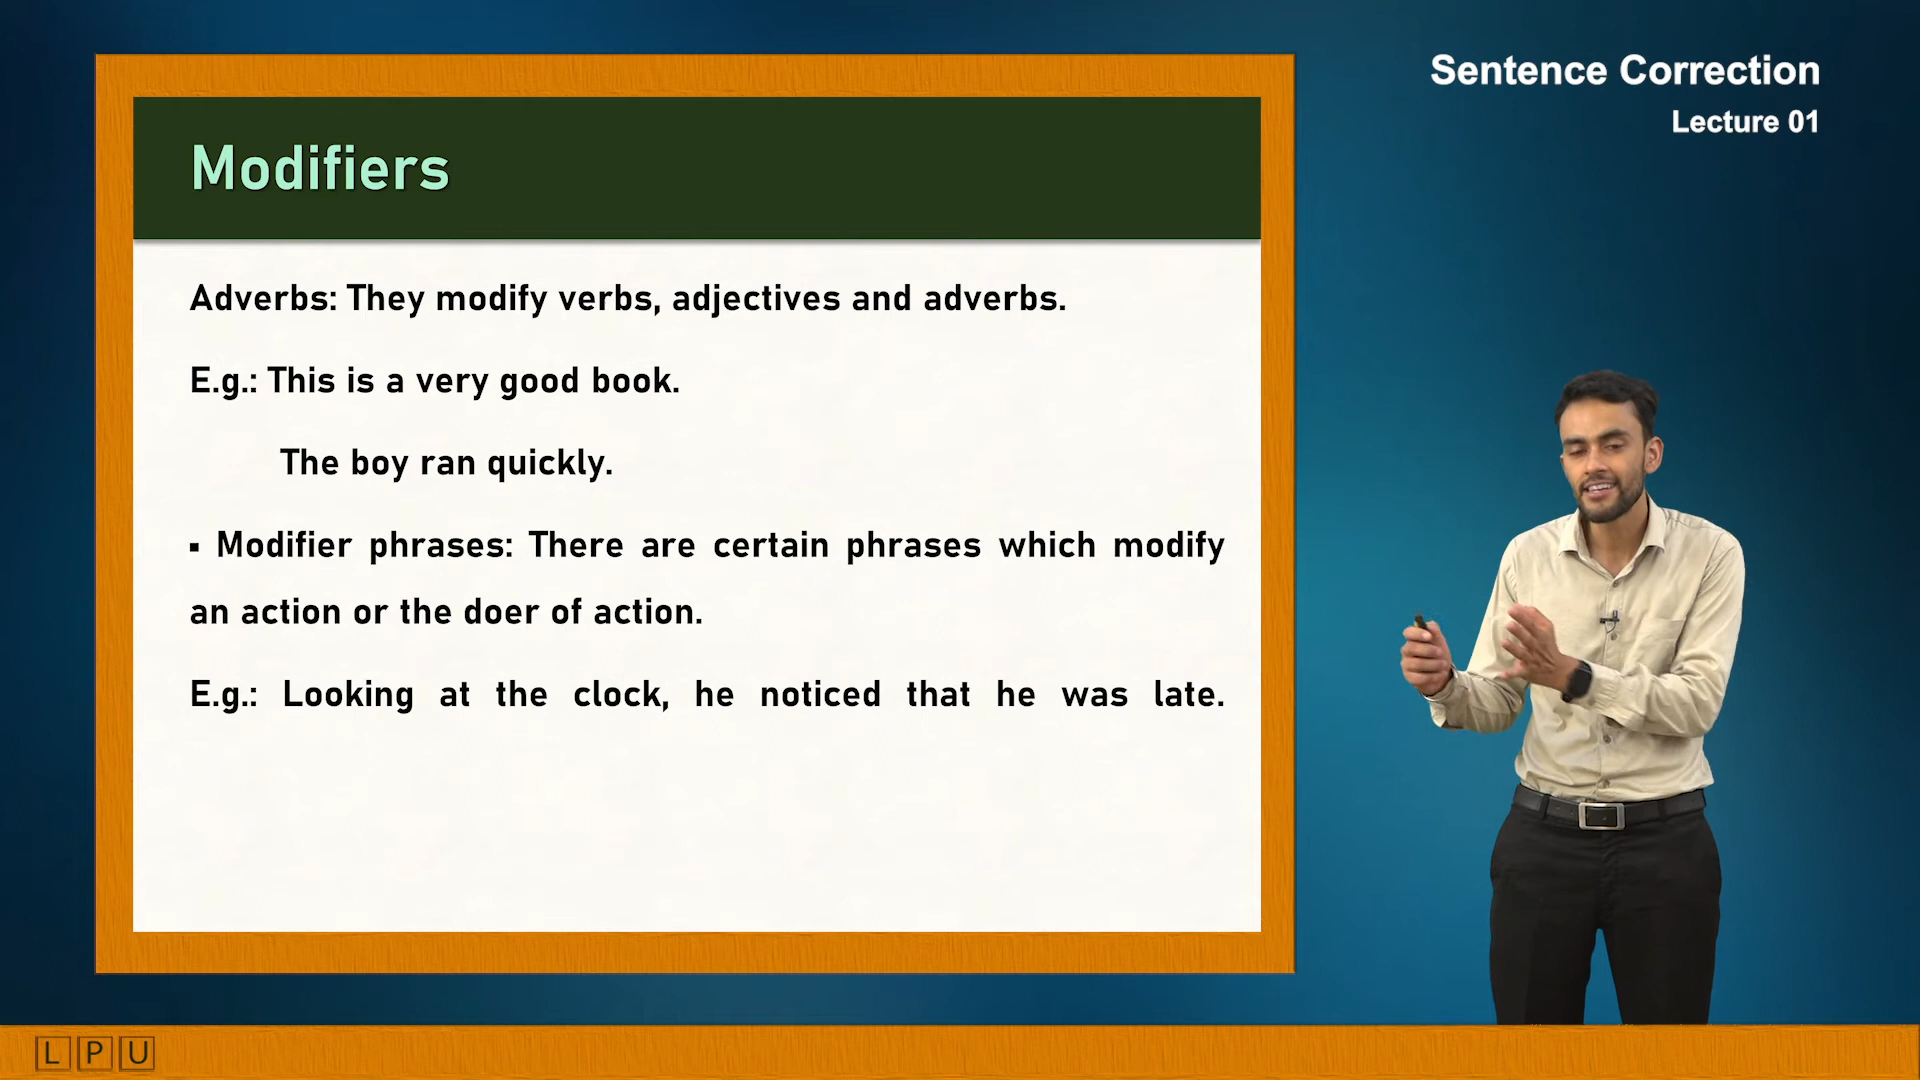 Sentence Correction
Lecture 01
Modifiers
Adverbs: They modify verbs, adjectives and adverbs.
E.g.: This is a very good book.
The boy ran quickly.
▪ Modifier phrases: There are certain phrases which modify
an action or the doer of action.
E.g.: Looking at the clock, he noticed that he was late.
L P U